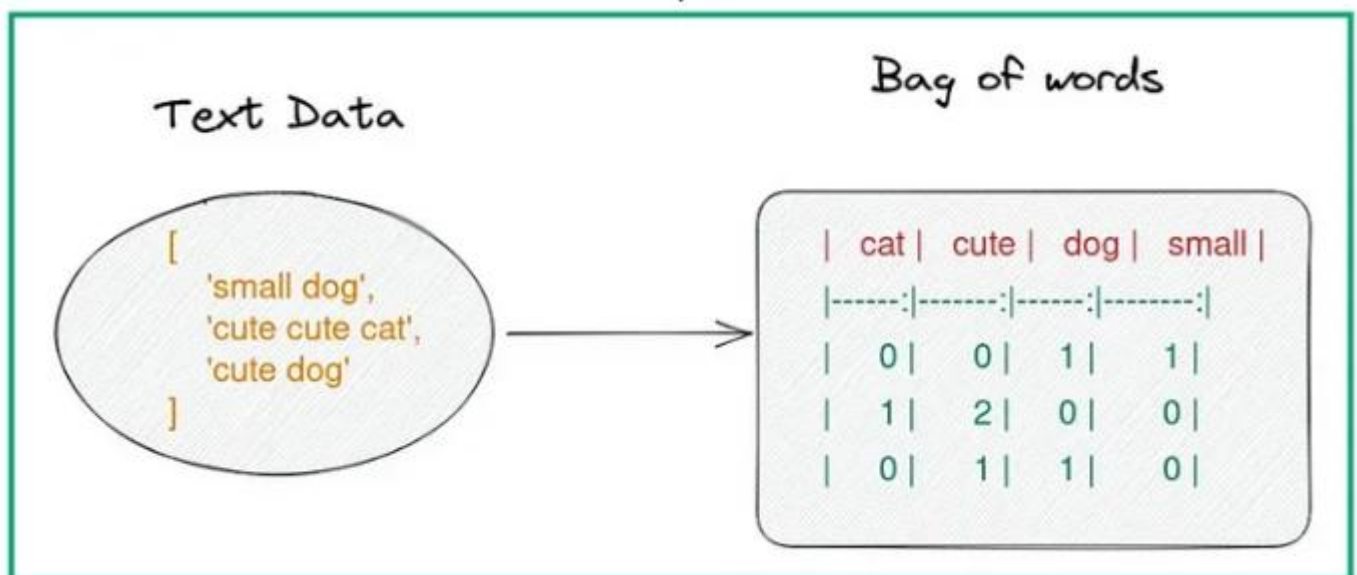 Text Data
[
'small dog',
'cute cute cat',
'cute dog'
]
Bag of words
| cat | cute | dog | small |
|------:|-------:|------:|--------:|
| 0 | 0 | 1 | 1 |
| 1 | 2 | 0 | 0 |
| 0 | 1 | 1 | 0 |